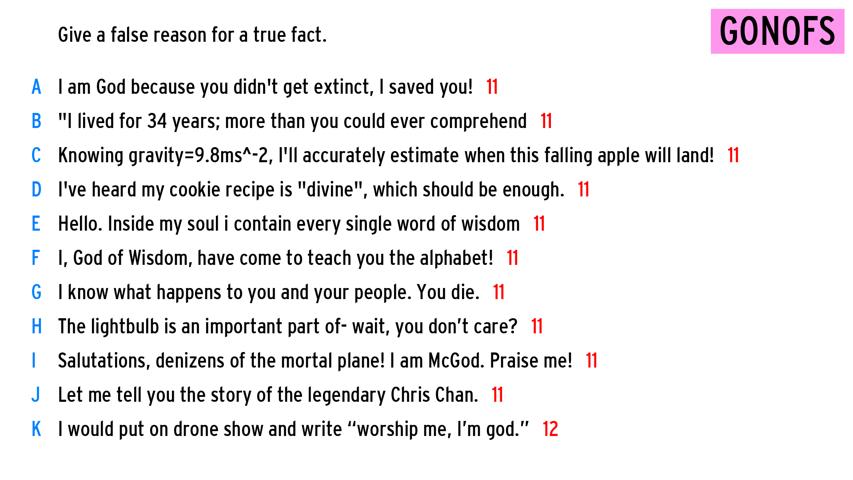 Give a false reason for a true fact.
GONOFS
A I am God because you didn't get extinct, I saved you! 11
B "I lived for 34 years; more than you could ever comprehend 11
C Knowing gravity=9.8ms^-2, I'll accurately estimate when this falling apple will land! 11
D I've heard my cookie recipe is "divine", which should be enough. 11
E Hello. Inside my soul i contain every single word of wisdom 11
F I, God of Wisdom, have come to teach you the alphabet! 11
G I know what happens to you and your people. You die. 11
H The lightbulb is an important part of- wait, you don’t care? 11
I Salutations, denizens of the mortal plane! I am McGod. Praise me! 11
J Let me tell you the story of the legendary Chris Chan. 11
K I would put on drone show and write “worship me, I’m god.” 12